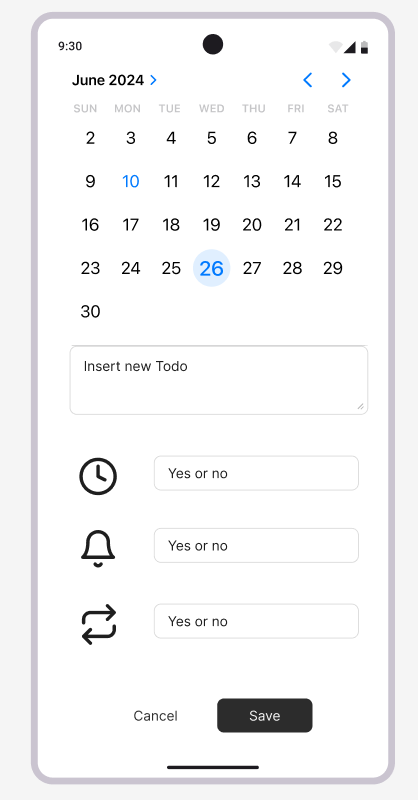 9:30
June 2024
SUN MON TUE WED THU FRI SAT
2 3 4 5 6 7 8
9 10 11 12 13 14 15
16 17 18 19 20 21 22
23 24 25 26 27 28 29
30
Insert new Todo
Yes or no
Yes or no
Yes or no
Cancel Save